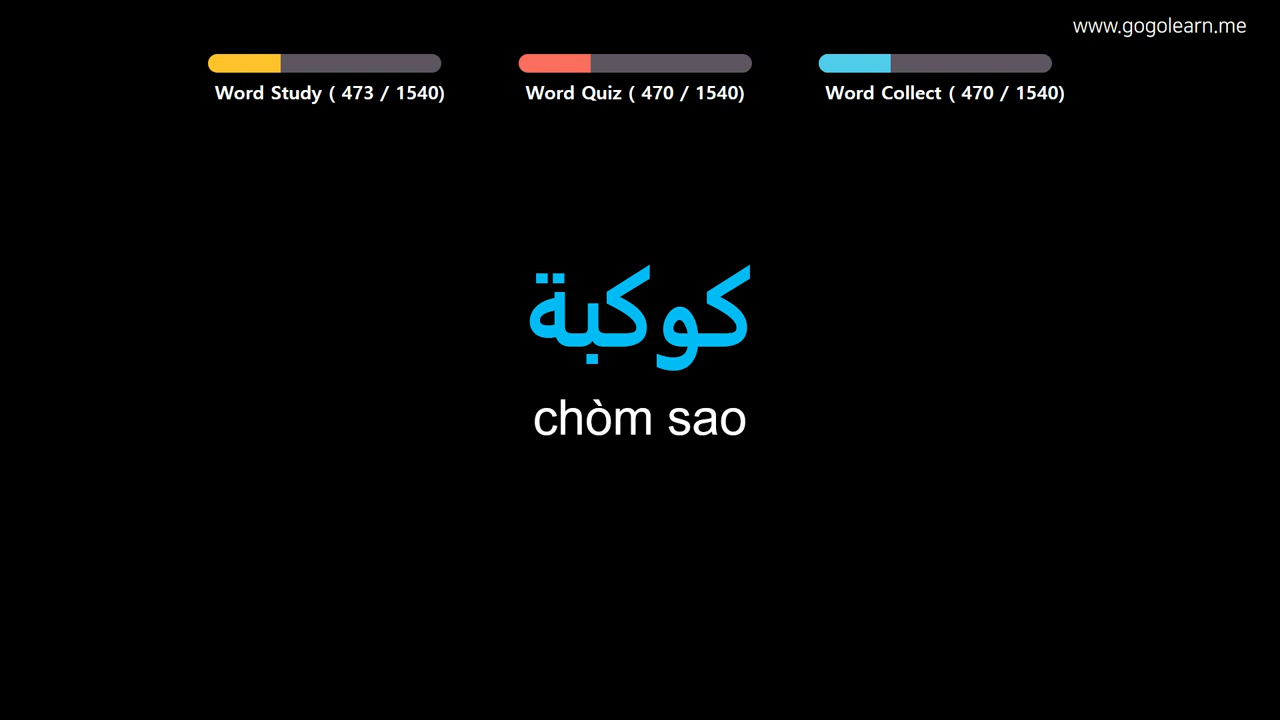 www.gogolearn.me
Word Study ( 473 / 1540)
Word Quiz ( 470 / 1540)
Word Collect ( 470 / 1540)
كوكبة
chòm sao